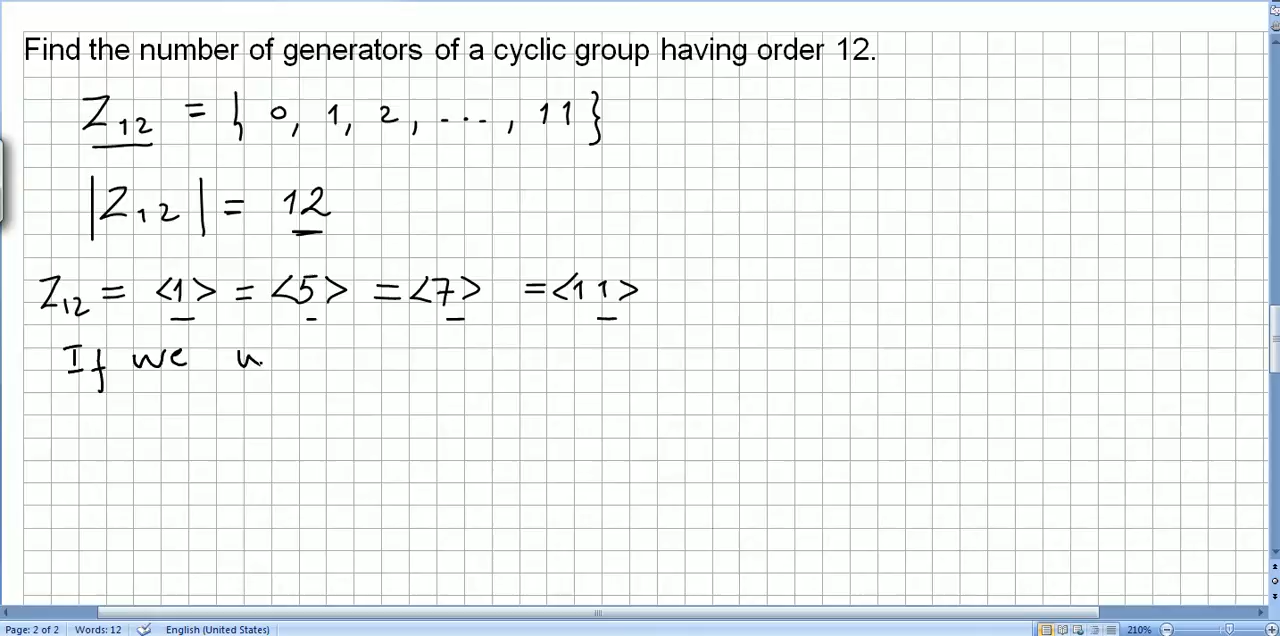 Find the number of generators of a cyclic group having order 12.
Z₁₂ = { 0, 1, 2, ..., 11 }
|Z₁₂| = 12
Z₁₂ = <1> = <5> = <7> = <11>
If we
Page: 2 of 2 Words: 12 English (United States) 210%